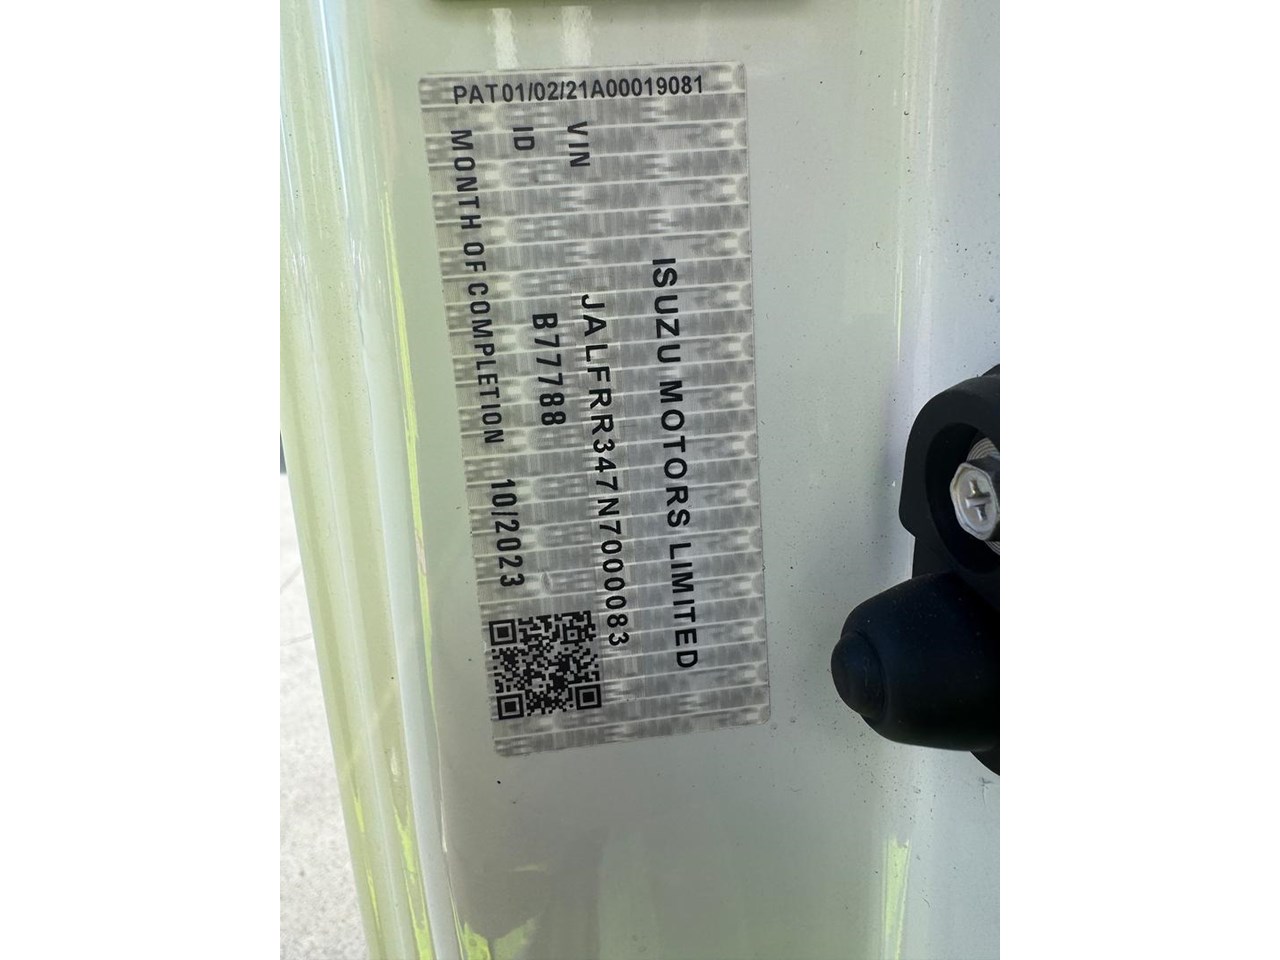 PAT01/02/21A00019081
ISUZU MOTORS LIMITED
VIN JALFRR347N7000083
ID B77788
MONTH OF COMPLETION 10/2023